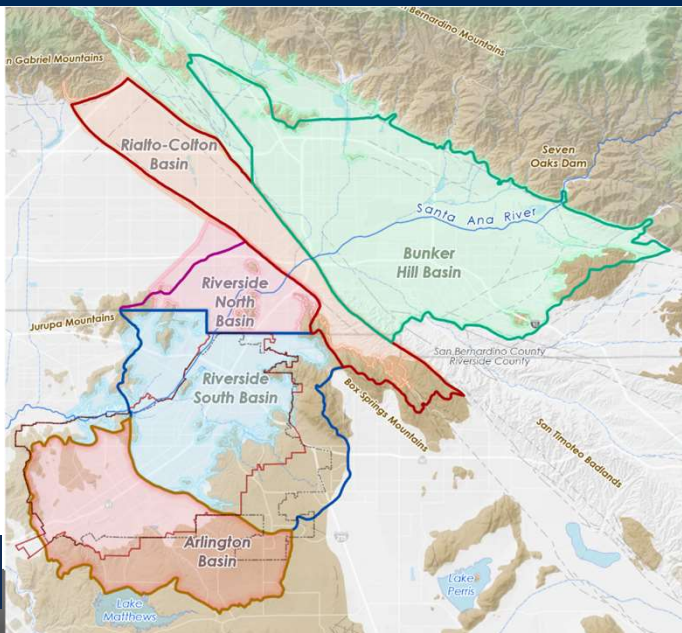 n Gabriel Mountains
Bernardino Mountains
Rialto-Colton
Basin
Seven
Oaks Dam
Santa Ana River
Bunker
Hill Basin
Riverside
North
Basin
Jurupa Mountains
San Bernardino County
Riverside County
Riverside
South Basin
Box Springs Mountains
San Timoteo Badlands
Arlington
Basin
Lake
Perris
Lake
Matthews